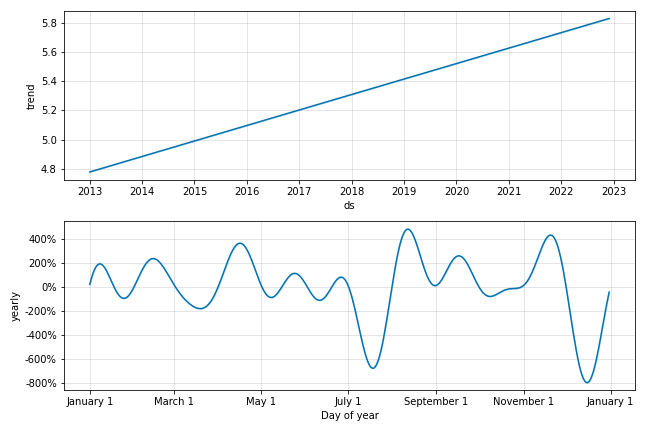 5.8
5.6
5.4
5.2
5.0
4.8
trend
2013 2014 2015 2016 2017 2018 2019 2020 2021 2022 2023
ds
400%
200%
0%
-200%
-400%
-600%
-800%
yearly
January 1 March 1 May 1 July 1 September 1 November 1 January 1
Day of year